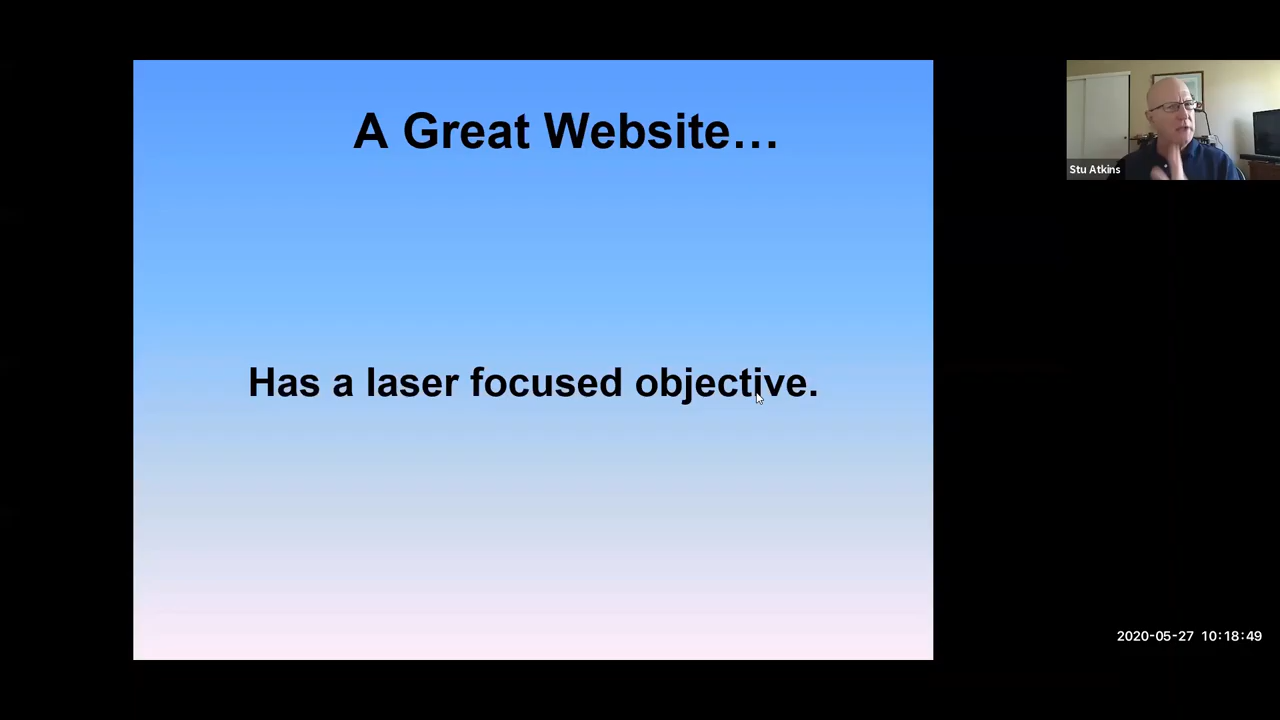 A Great Website…
Has a laser focused objective.
Stu Atkins
2020-05-27 10:18:49